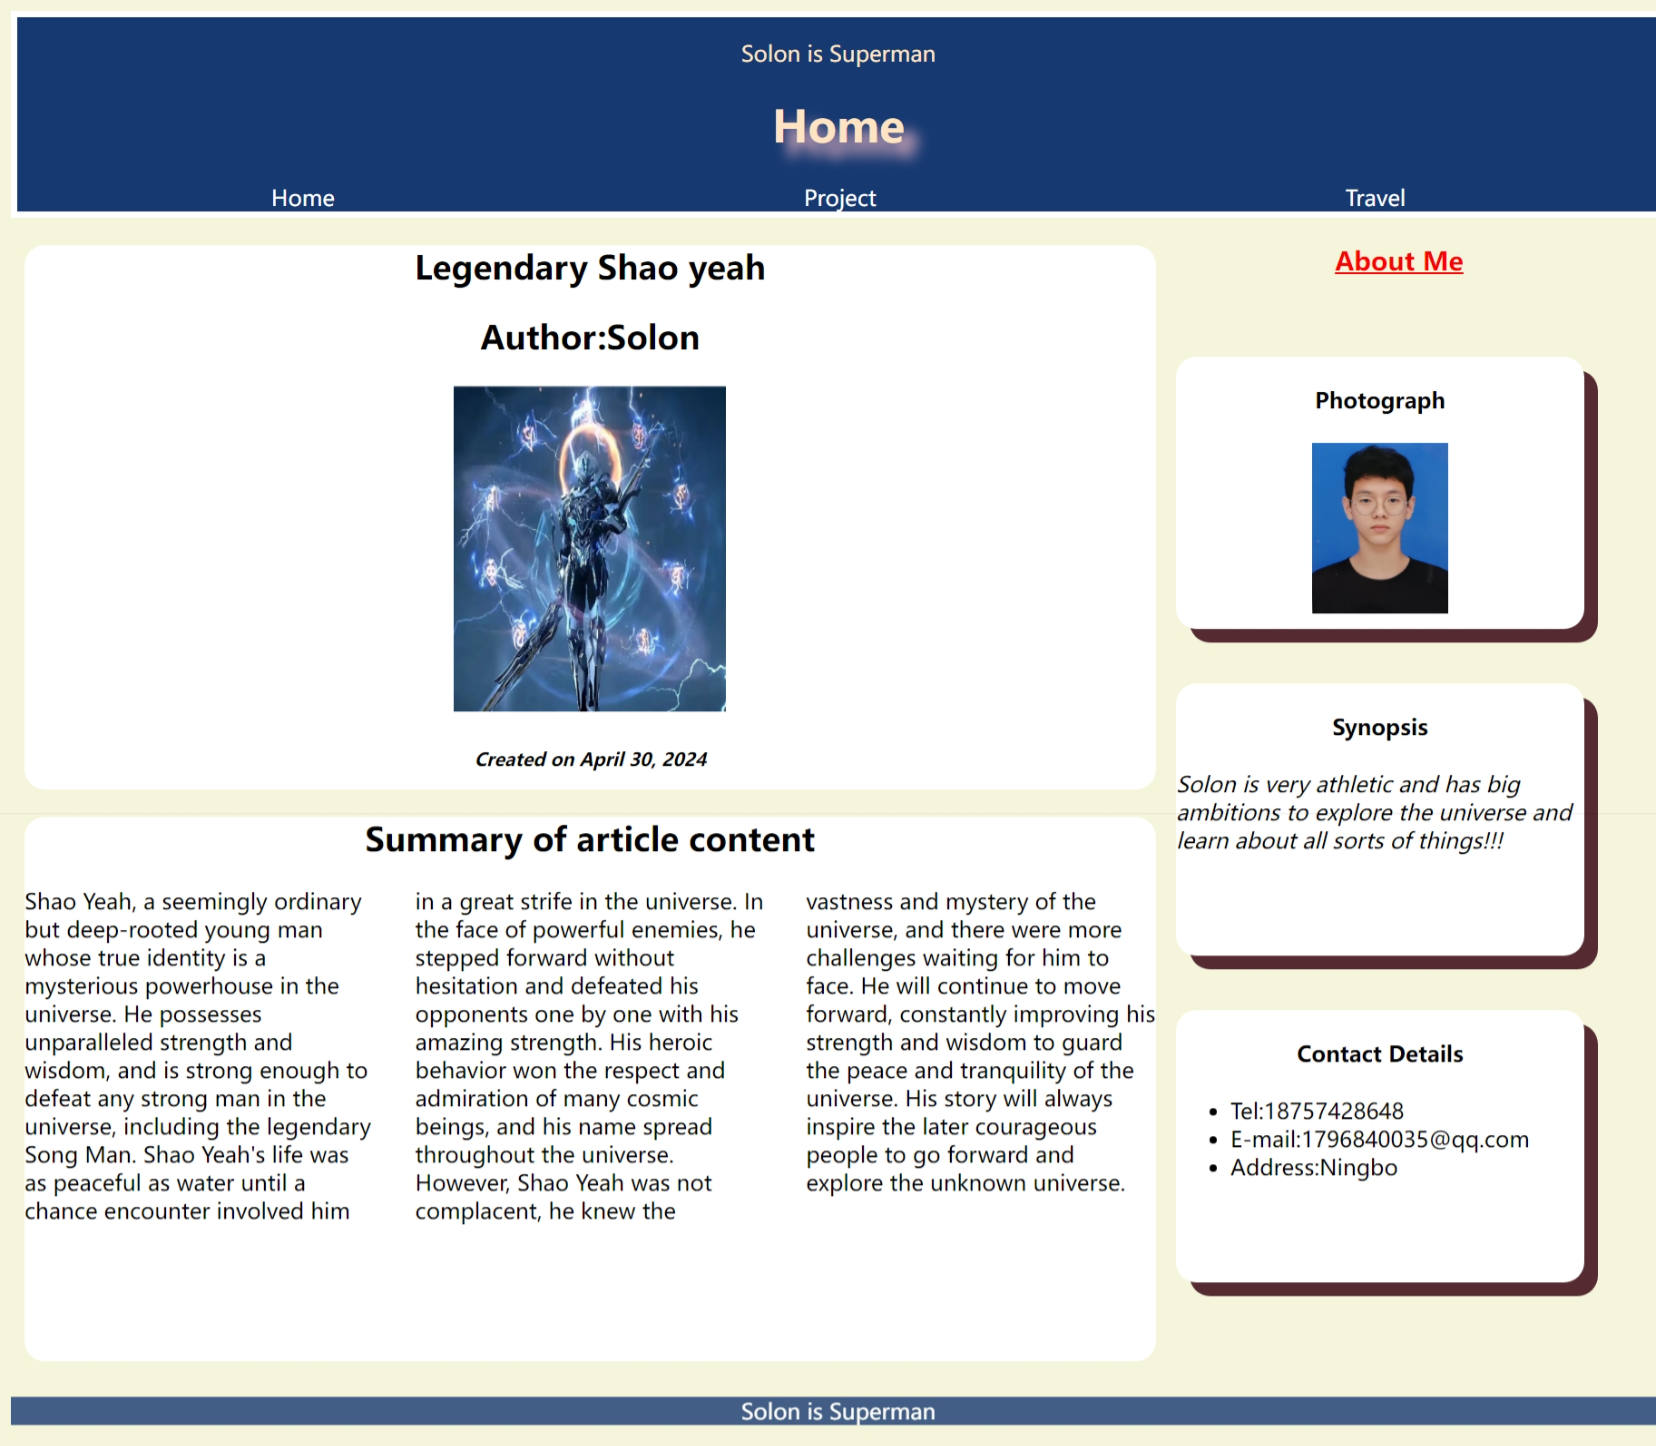 Solon is Superman
Home
Home
Project
Travel
Legendary Shao yeah
Author:Solon
Created on April 30, 2024
Summary of article content
Shao Yeah, a seemingly ordinary
but deep-rooted young man
whose true identity is a
mysterious powerhouse in the
universe. He possesses
unparalleled strength and
wisdom, and is strong enough to
defeat any strong man in the
universe, including the legendary
Song Man. Shao Yeah's life was
as peaceful as water until a
chance encounter involved him
in a great strife in the universe. In
the face of powerful enemies, he
stepped forward without
hesitation and defeated his
opponents one by one with his
amazing strength. His heroic
behavior won the respect and
admiration of many cosmic
beings, and his name spread
throughout the universe.
However, Shao Yeah was not
complacent, he knew the
vastness and mystery of the
universe, and there were more
challenges waiting for him to
face. He will continue to move
forward, constantly improving his
strength and wisdom to guard
the peace and tranquility of the
universe. His story will always
inspire the later courageous
people to go forward and
explore the unknown universe.
About Me
Photograph
Synopsis
Solon is very athletic and has big
ambitions to explore the universe and
learn about all sorts of things!!!
Contact Details
• Tel:18757428648
• E-mail:1796840035@qq.com
• Address:Ningbo
Solon is Superman